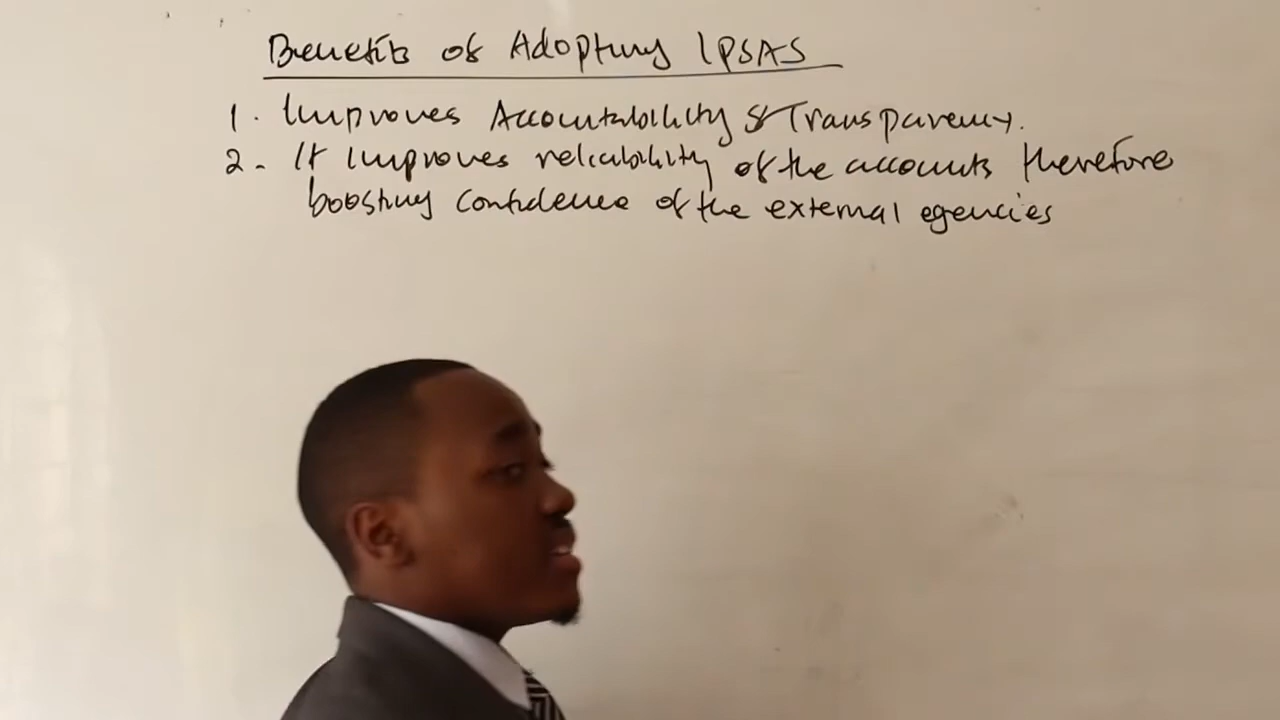 Benefits of Adopting IPSAS
1. Improves Accountability & Transparency.
2. It improves reliability of the accounts therefore
boosting confidence of the external agencies